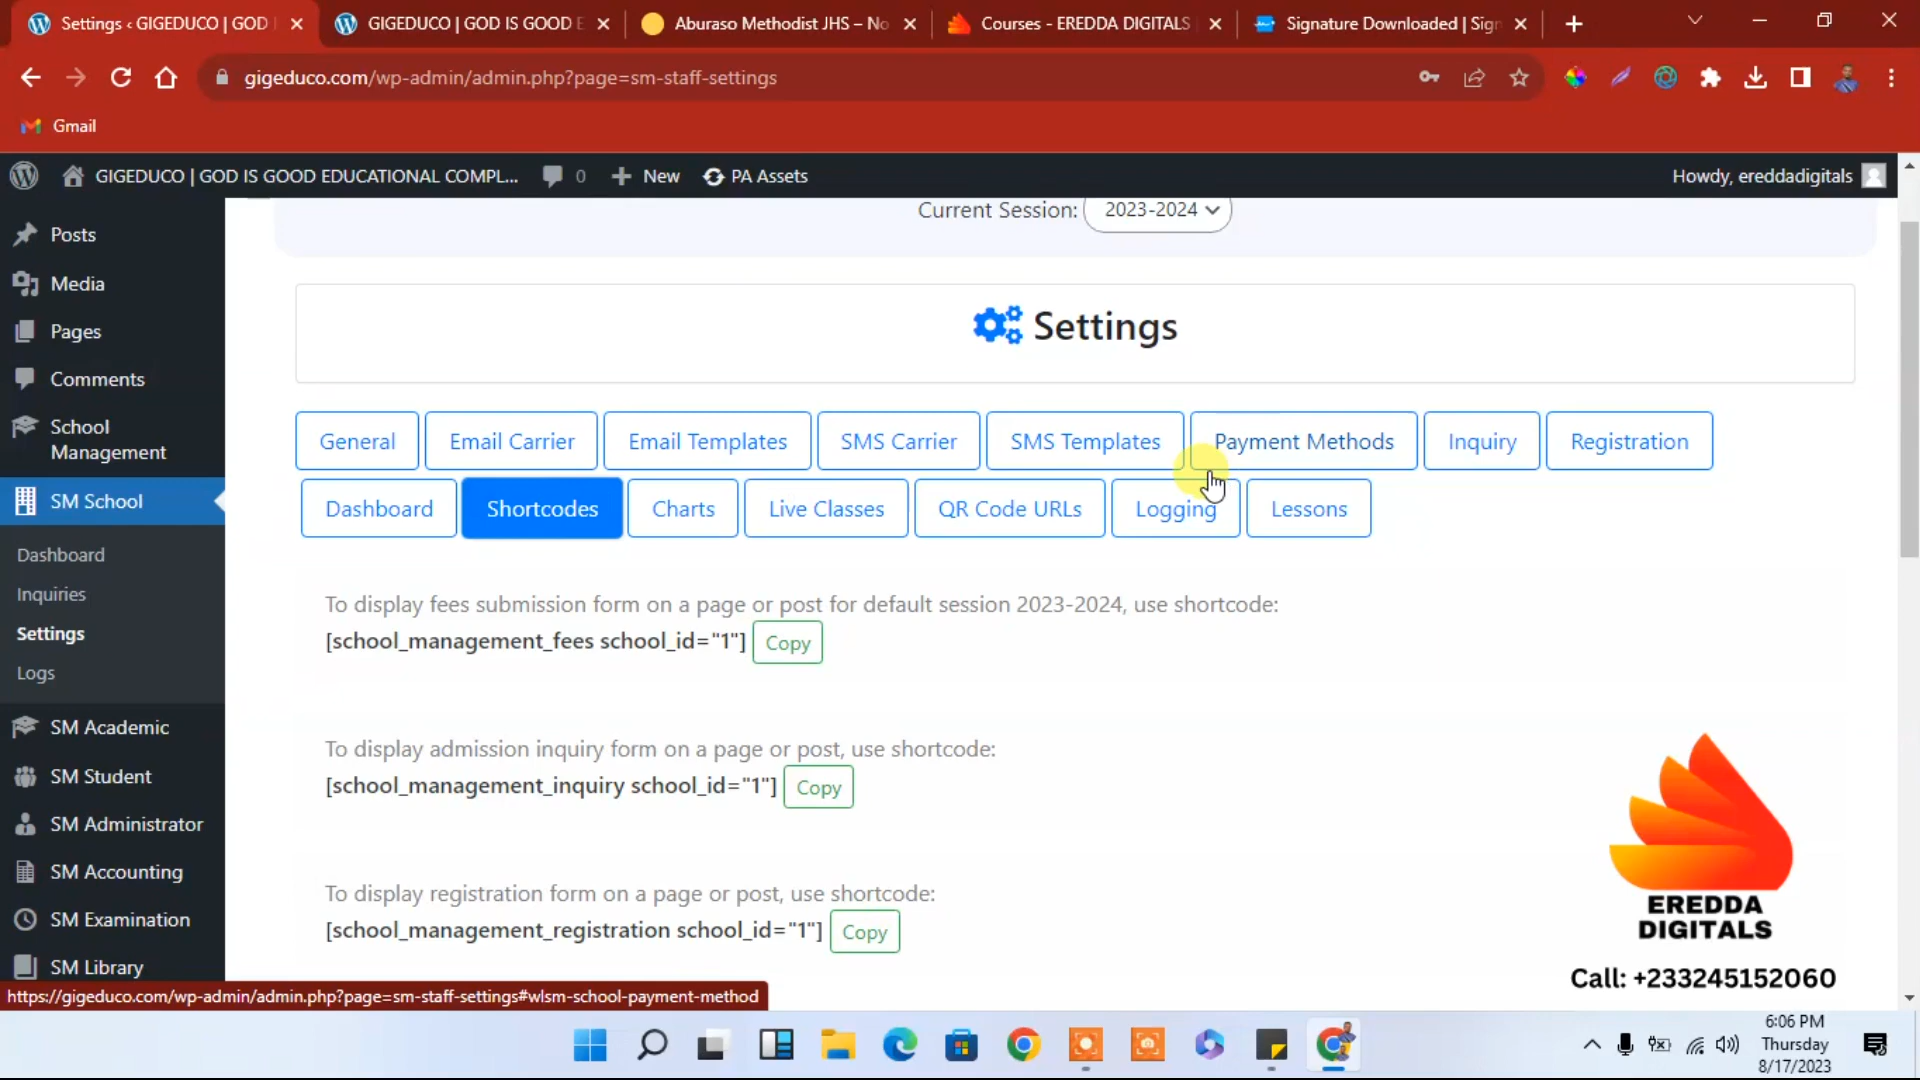 Settings ‹ GIGEDUCO | GOD
GIGEDUCO | GOD IS GOOD E
Aburaso Methodist JHS – No
Courses - EREDDA DIGITALS
Signature Downloaded | Sign
gigeduco.com/wp-admin/admin.php?page=sm-staff-settings
Gmail
GIGEDUCO | GOD IS GOOD EDUCATIONAL COMPL...
0
New
PA Assets
Howdy, ereddadigitals
Posts
Media
Pages
Comments
School
Management
SM School
Dashboard
Inquiries
Settings
Logs
SM Academic
SM Student
SM Administrator
SM Accounting
SM Examination
SM Library
Current Session: 2023-2024
Settings
General
Email Carrier
Email Templates
SMS Carrier
SMS Templates
Payment Methods
Inquiry
Registration
Dashboard
Shortcodes
Charts
Live Classes
QR Code URLs
Logging
Lessons
To display fees submission form on a page or post for default session 2023-2024, use shortcode:
[school_management_fees school_id="1"] Copy
To display admission inquiry form on a page or post, use shortcode:
[school_management_inquiry school_id="1"] Copy
To display registration form on a page or post, use shortcode:
[school_management_registration school_id="1"] Copy
EREDDA
DIGITALS
Call: +233245152060
https://gigeduco.com/wp-admin/admin.php?page=sm-staff-settings#wlsm-school-payment-method
6:06 PM
Thursday
8/17/2023